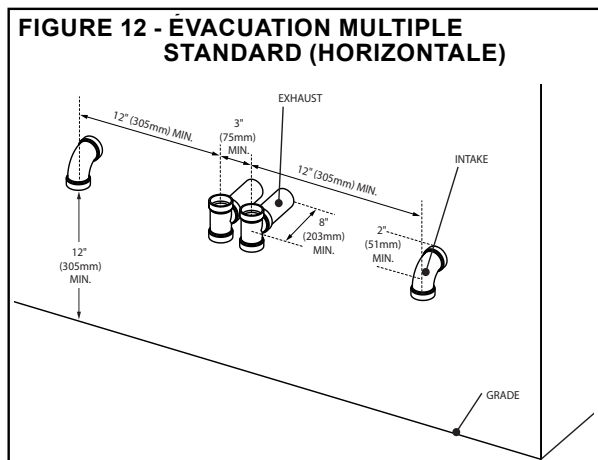 FIGURE 12 - ÉVACUATION MULTIPLE
STANDARD (HORIZONTALE)
EXHAUST
12" (305mm) MIN.
3"
(75mm)
MIN.
12" (305mm) MIN.
INTAKE
8"
(203mm)
MIN.
2"
(51mm)
MIN.
12"
(305mm)
MIN.
GRADE